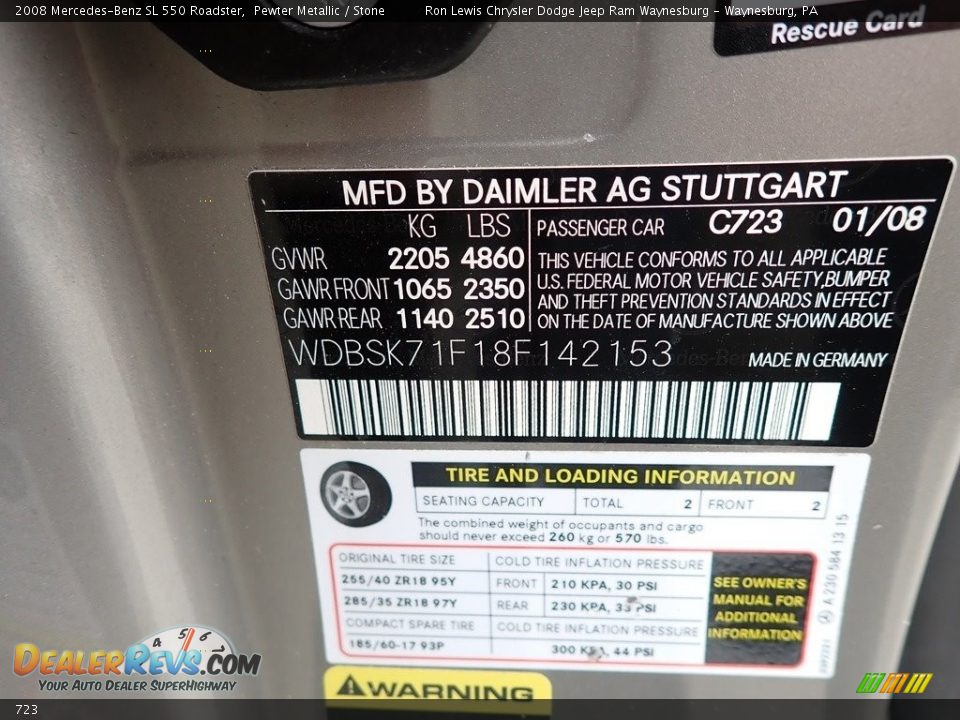 2008 Mercedes-Benz SL 550 Roadster, Pewter Metallic / Stone Ron Lewis Chrysler Dodge Jeep Ram Waynesburg - Waynesburg, PA
Rescue Card
MFD BY DAIMLER AG STUTTGART
KG LBS PASSENGER CAR C723 01/08
GVWR 2205 4860
GAWR FRONT 1065 2350
GAWR REAR 1140 2510
THIS VEHICLE CONFORMS TO ALL APPLICABLE
U.S. FEDERAL MOTOR VEHICLE SAFETY, BUMPER
AND THEFT PREVENTION STANDARDS IN EFFECT
ON THE DATE OF MANUFACTURE SHOWN ABOVE
WDBSK71F18F142153 MADE IN GERMANY
TIRE AND LOADING INFORMATION
SEATING CAPACITY TOTAL 2 FRONT 2
The combined weight of occupants and cargo
should never exceed 260 kg or 570 lbs.
ORIGINAL TIRE SIZE COLD TIRE INFLATION PRESSURE
255/40 ZR18 95Y FRONT 210 KPA, 30 PSI
285/35 ZR18 97Y REAR 230 KPA, 33 PSI
COMPACT SPARE TIRE COLD TIRE INFLATION PRESSURE
185/60-17 93P 300 KPA, 44 PSI
SEE OWNER'S
MANUAL FOR
ADDITIONAL
INFORMATION
A 230 584 13 15
WARNING
4 5 6
DEALERREVS.COM
YOUR AUTO DEALER SUPERHIGHWAY
723